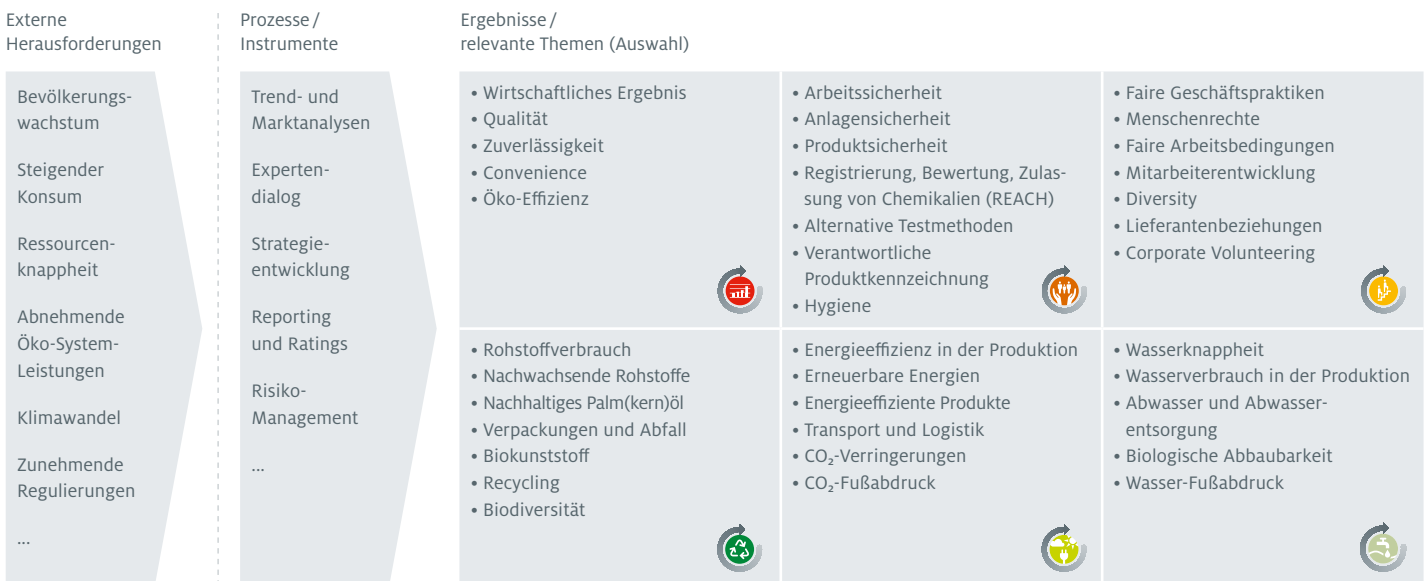 Externe
Herausforderungen
Bevölkerungs-
wachstum
Steigender
Konsum
Ressourcen-
knappheit
Abnehmende
Öko-System-
Leistungen
Klimawandel
Zunehmende
Regulierungen
...
Prozesse /
Instrumente
Trend- und
Marktanalysen
Experten-
dialog
Strategie-
entwicklung
Reporting
und Ratings
Risiko-
Management
...
Ergebnisse /
relevante Themen (Auswahl)
• Wirtschaftliches Ergebnis
• Qualität
• Zuverlässigkeit
• Convenience
• Öko-Effizienz
• Arbeitssicherheit
• Anlagensicherheit
• Produktsicherheit
• Registrierung, Bewertung, Zulas-
sung von Chemikalien (REACH)
• Alternative Testmethoden
• Verantwortliche
Produktkennzeichnung
• Hygiene
• Faire Geschäftspraktiken
• Menschenrechte
• Faire Arbeitsbedingungen
• Mitarbeiterentwicklung
• Diversity
• Lieferantenbeziehungen
• Corporate Volunteering
• Rohstoffverbrauch
• Nachwachsende Rohstoffe
• Nachhaltiges Palm(kern)öl
• Verpackungen und Abfall
• Biokunststoff
• Recycling
• Biodiversität
• Energieeffizienz in der Produktion
• Erneuerbare Energien
• Energieeffiziente Produkte
• Transport und Logistik
• CO₂-Verringerungen
• CO₂-Fußabdruck
• Wasserknappheit
• Wasserverbrauch in der Produktion
• Abwasser und Abwasser-
entsorgung
• Biologische Abbaubarkeit
• Wasser-Fußabdruck